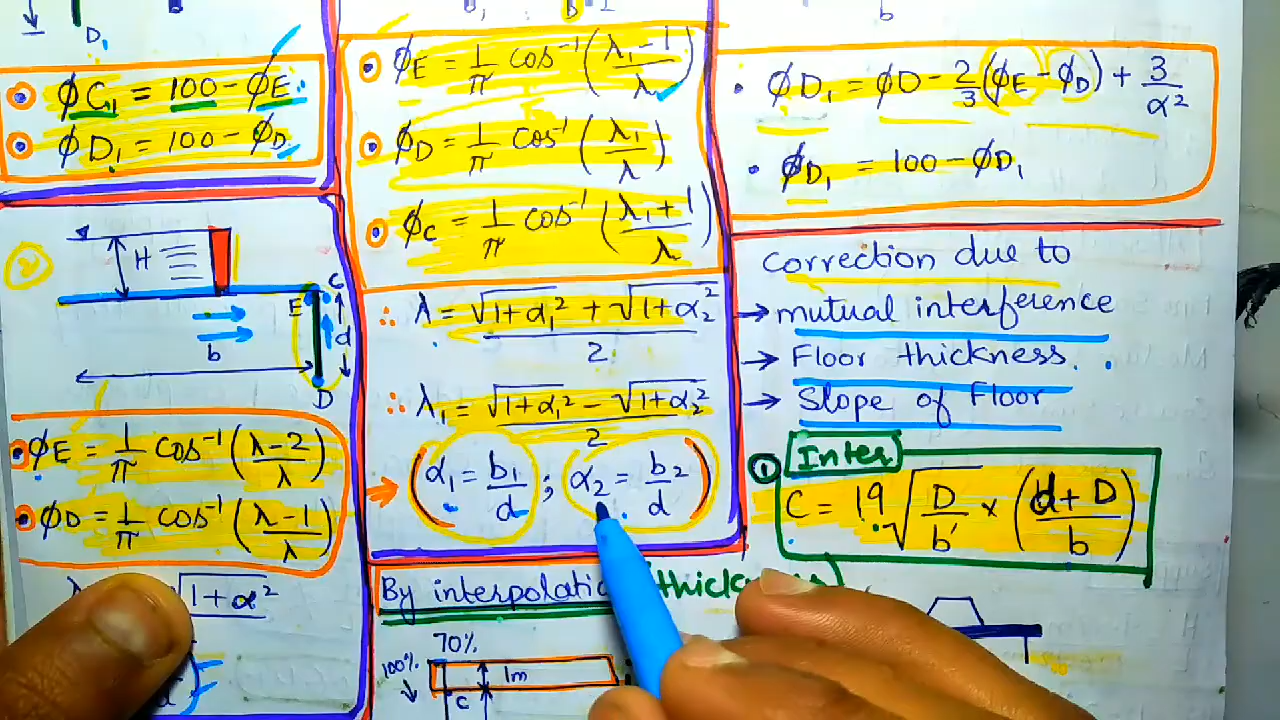 D₁
ϕC₁ = 100 - ϕE
ϕD₁ = 100 - ϕD
2
H
E
C
b
d
D
ϕE = 1/π cos⁻¹ (λ-2/λ)
ϕD = 1/π cos⁻¹ (λ-1/λ)
√1+α²
b
ϕE = 1/π cos⁻¹ (λ₁-1/λ)
ϕD = 1/π cos⁻¹ (λ₁/λ)
ϕC = 1/π cos⁻¹ (λ₁+1/λ)
∴ λ = √1+α₁² + √1+α₂² / 2
∴ λ₁ = √1+α₁² - √1+α₂² / 2
→ (α₁ = b₁/d ; α₂ = b₂/d)
By interpolatio
(thick
70%
100%
1m
C
b
• ϕD₁ = ϕD - 2/3 (ϕE - ϕD) + 3/α²
• ϕD₁ = 100 - ϕD₁
Correction due to
→ mutual interference
→ Floor thickness.
→ Slope of Floor
① Inter
C = 19 √D/b' × (d+D/b)